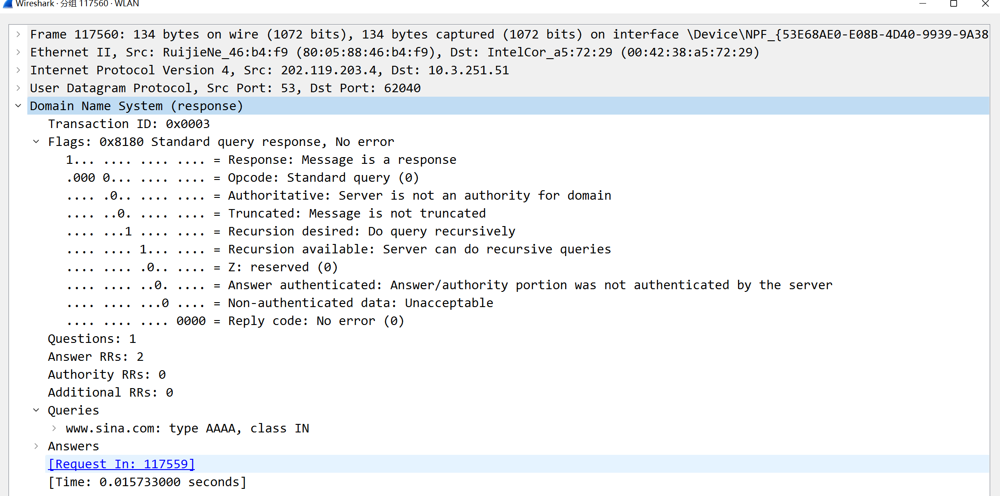 Wireshark · 分组 117560 · WLAN
Frame 117560: 134 bytes on wire (1072 bits), 134 bytes captured (1072 bits) on interface \Device\NPF_{53E68AE0-E08B-4D40-9939-9A38
Ethernet II, Src: RuijieNe_46:b4:f9 (80:05:88:46:b4:f9), Dst: IntelCor_a5:72:29 (00:42:38:a5:72:29)
Internet Protocol Version 4, Src: 202.119.203.4, Dst: 10.3.251.51
User Datagram Protocol, Src Port: 53, Dst Port: 62040
Domain Name System (response)
Transaction ID: 0x0003
Flags: 0x8180 Standard query response, No error
1... .... .... .... = Response: Message is a response
.000 0... .... .... = Opcode: Standard query (0)
.... .0.. .... .... = Authoritative: Server is not an authority for domain
.... ..0. .... .... = Truncated: Message is not truncated
.... ...1 .... .... = Recursion desired: Do query recursively
.... .... 1... .... = Recursion available: Server can do recursive queries
.... .... .0.. .... = Z: reserved (0)
.... .... ..0. .... = Answer authenticated: Answer/authority portion was not authenticated by the server
.... .... ...0 .... = Non-authenticated data: Unacceptable
.... .... .... 0000 = Reply code: No error (0)
Questions: 1
Answer RRs: 2
Authority RRs: 0
Additional RRs: 0
Queries
www.sina.com: type AAAA, class IN
Answers
[Request In: 117559]
[Time: 0.015733000 seconds]